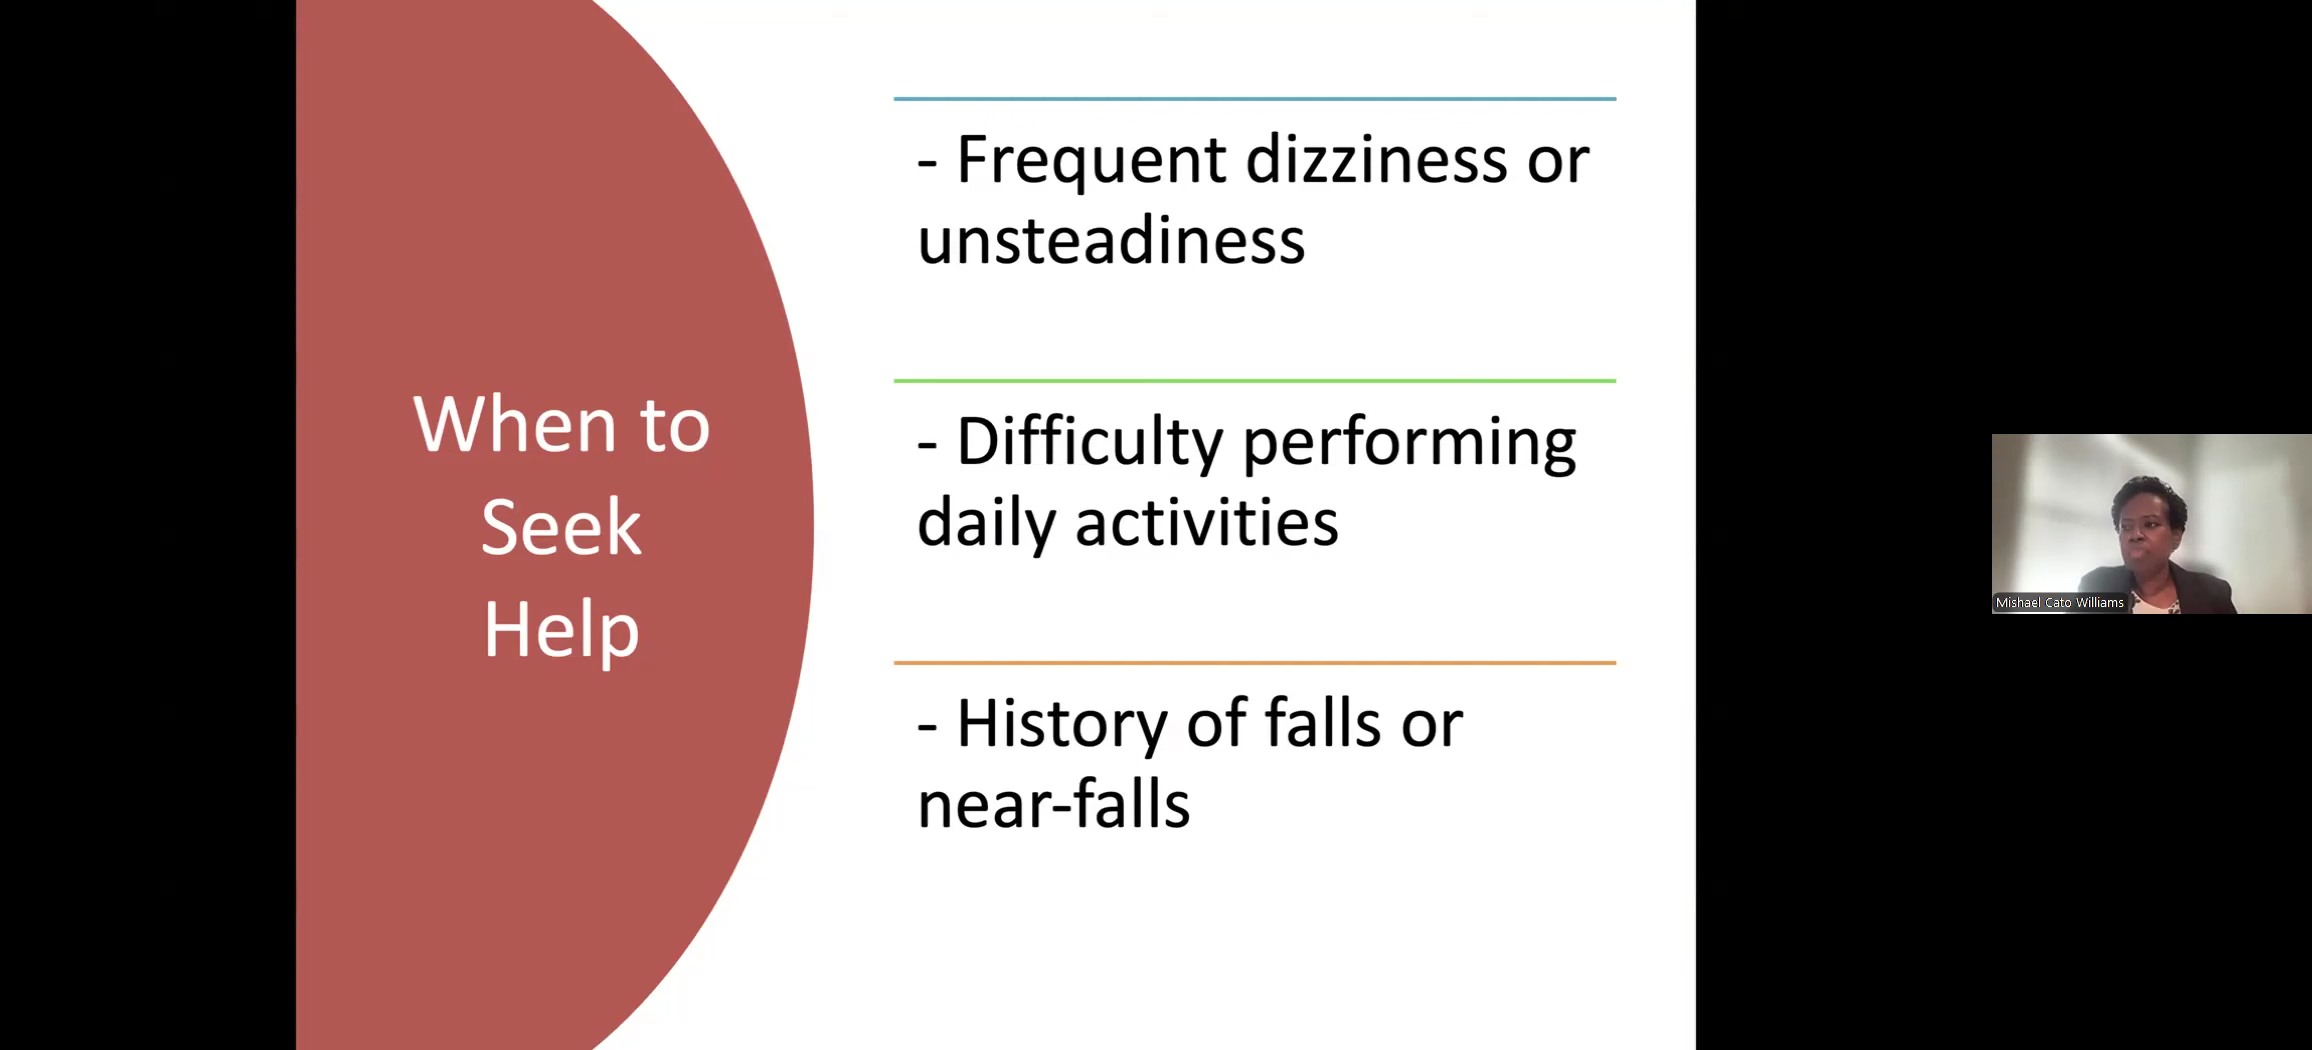 When to
Seek
Help
- Frequent dizziness or
unsteadiness
- Difficulty performing
daily activities
- History of falls or
near-falls
Mishael Cato Williams